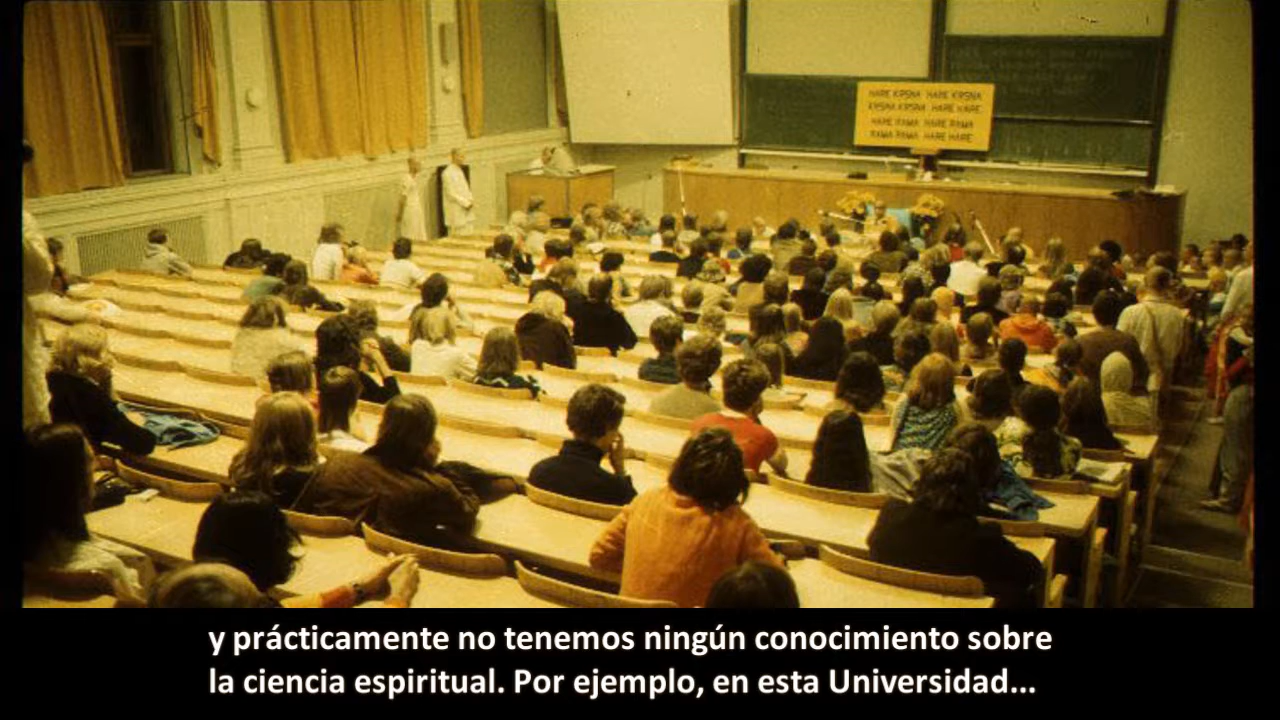 HARE KRSNA HARE KRSNA
KRSNA KRSNA HARE HARE
HARE RAMA HARE RAMA
RAMA RAMA HARE HARE
y prácticamente no tenemos ningún conocimiento sobre
la ciencia espiritual. Por ejemplo, en esta Universidad...